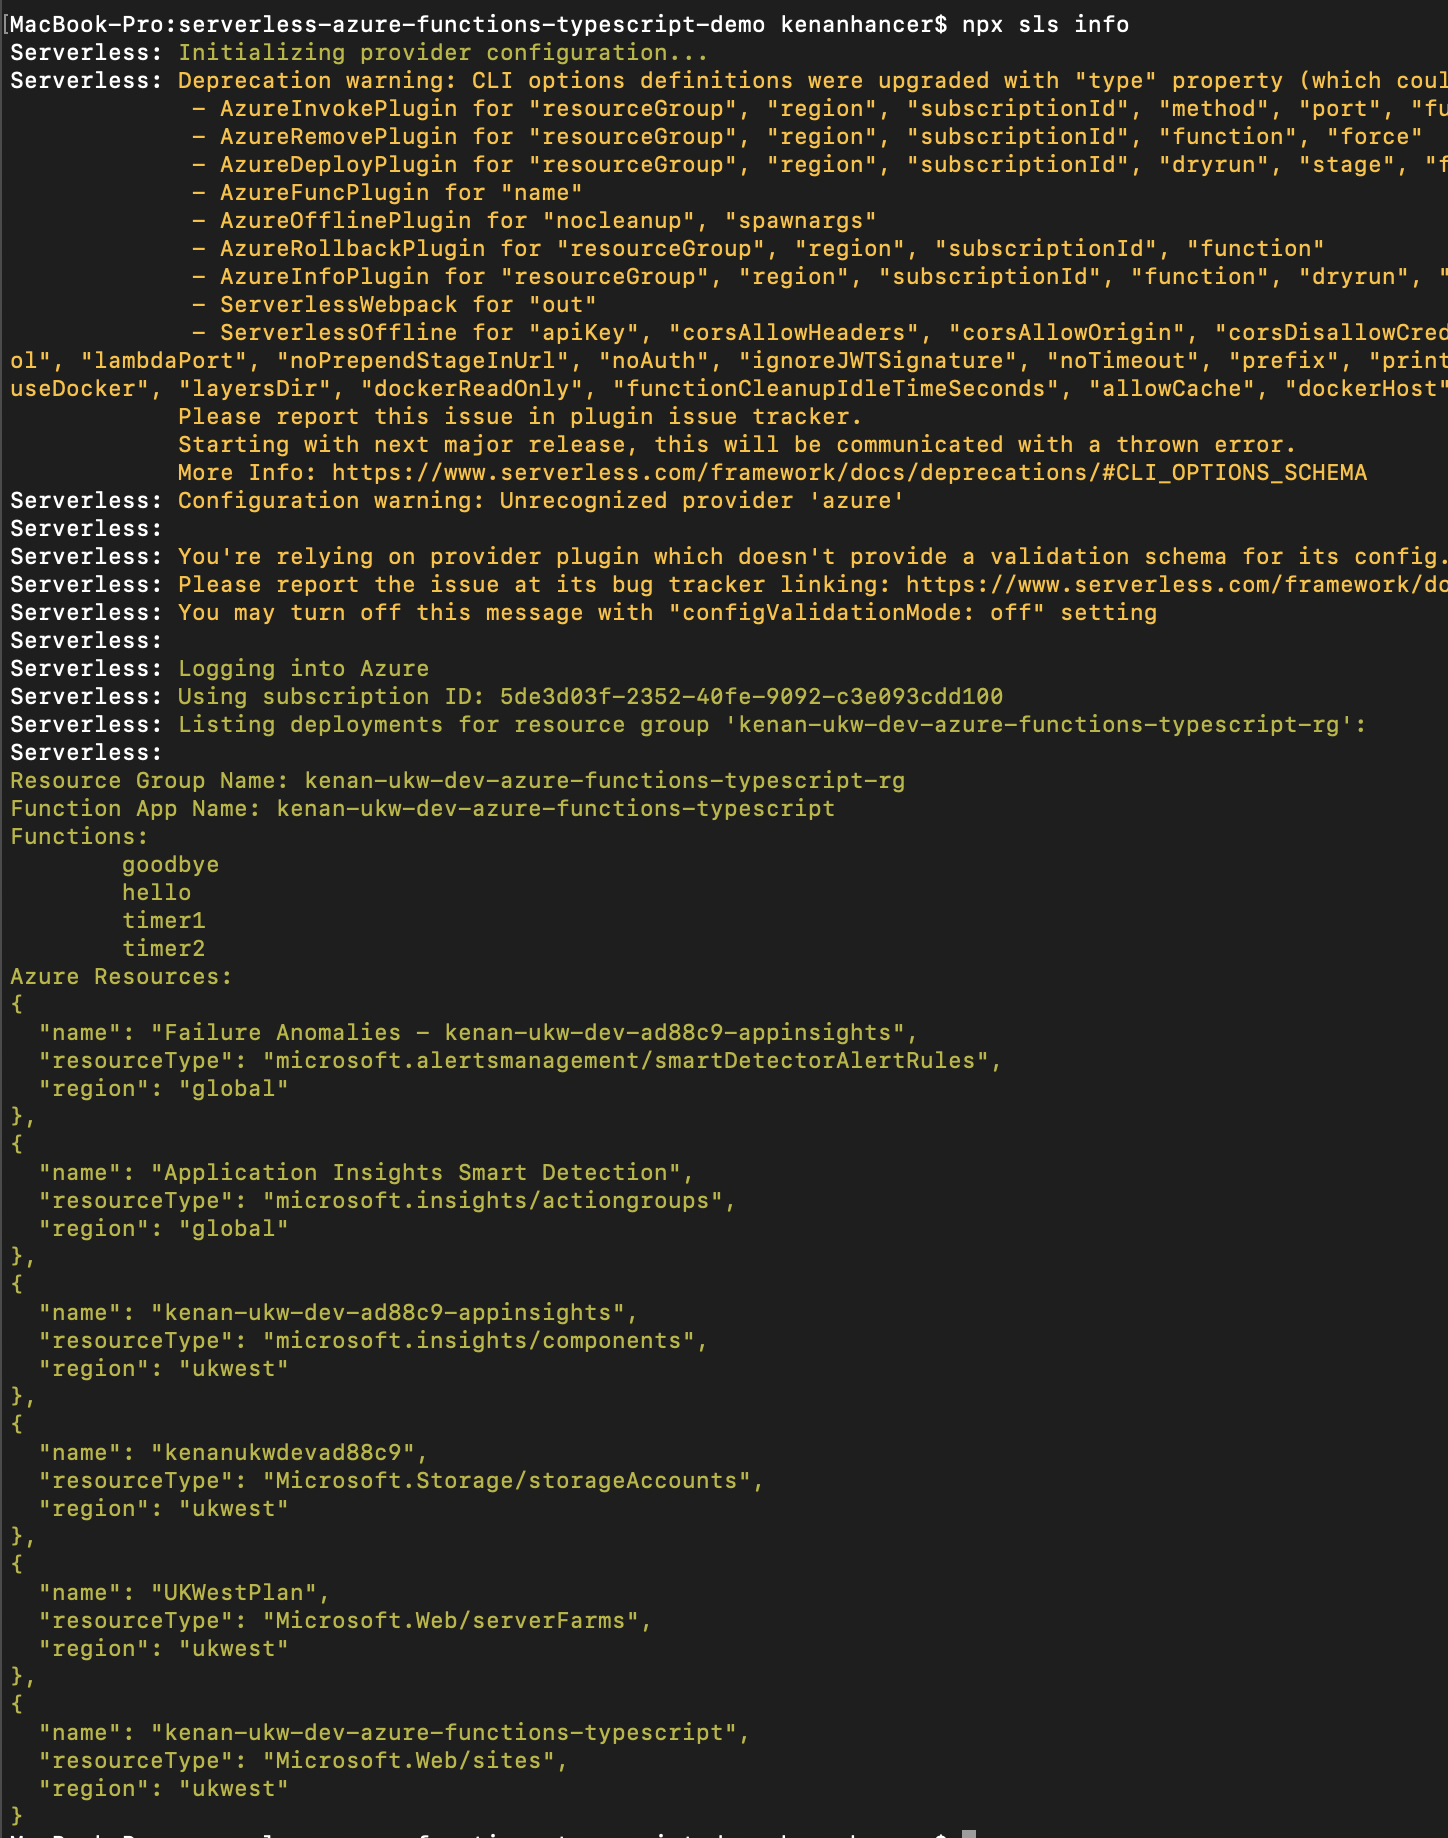 [MacBook-Pro:serverless-azure-functions-typescript-demo kenanhancer$ npx sls info
Serverless: Initializing provider configuration...
Serverless: Deprecation warning: CLI options definitions were upgraded with "type" property (which coul
- AzureInvokePlugin for "resourceGroup", "region", "subscriptionId", "method", "port", "fu
- AzureRemovePlugin for "resourceGroup", "region", "subscriptionId", "function", "force"
- AzureDeployPlugin for "resourceGroup", "region", "subscriptionId", "dryrun", "stage", "f
- AzureFuncPlugin for "name"
- AzureOfflinePlugin for "nocleanup", "spawnargs"
- AzureRollbackPlugin for "resourceGroup", "region", "subscriptionId", "function"
- AzureInfoPlugin for "resourceGroup", "region", "subscriptionId", "function", "dryrun", "
- ServerlessWebpack for "out"
- ServerlessOffline for "apiKey", "corsAllowHeaders", "corsAllowOrigin", "corsDisallowCred
ol", "lambdaPort", "noPrependStageInUrl", "noAuth", "ignoreJWTSignature", "noTimeout", "prefix", "print
useDocker", "layersDir", "dockerReadOnly", "functionCleanupIdleTimeSeconds", "allowCache", "dockerHost"
Please report this issue in plugin issue tracker.
Starting with next major release, this will be communicated with a thrown error.
More Info: https://www.serverless.com/framework/docs/deprecations/#CLI_OPTIONS_SCHEMA
Serverless: Configuration warning: Unrecognized provider 'azure'
Serverless:
Serverless: You're relying on provider plugin which doesn't provide a validation schema for its config.
Serverless: Please report the issue at its bug tracker linking: https://www.serverless.com/framework/do
Serverless: You may turn off this message with "configValidationMode: off" setting
Serverless:
Serverless: Logging into Azure
Serverless: Using subscription ID: 5de3d03f-2352-40fe-9092-c3e093cdd100
Serverless: Listing deployments for resource group 'kenan-ukw-dev-azure-functions-typescript-rg':
Serverless:
Resource Group Name: kenan-ukw-dev-azure-functions-typescript-rg
Function App Name: kenan-ukw-dev-azure-functions-typescript
Functions:
goodbye
hello
timer1
timer2
Azure Resources:
{
"name": "Failure Anomalies - kenan-ukw-dev-ad88c9-appinsights",
"resourceType": "microsoft.alertsmanagement/smartDetectorAlertRules",
"region": "global"
},
{
"name": "Application Insights Smart Detection",
"resourceType": "microsoft.insights/actiongroups",
"region": "global"
},
{
"name": "kenan-ukw-dev-ad88c9-appinsights",
"resourceType": "microsoft.insights/components",
"region": "ukwest"
},
{
"name": "kenanukwdevad88c9",
"resourceType": "Microsoft.Storage/storageAccounts",
"region": "ukwest"
},
{
"name": "UKWestPlan",
"resourceType": "Microsoft.Web/serverFarms",
"region": "ukwest"
},
{
"name": "kenan-ukw-dev-azure-functions-typescript",
"resourceType": "Microsoft.Web/sites",
"region": "ukwest"
}